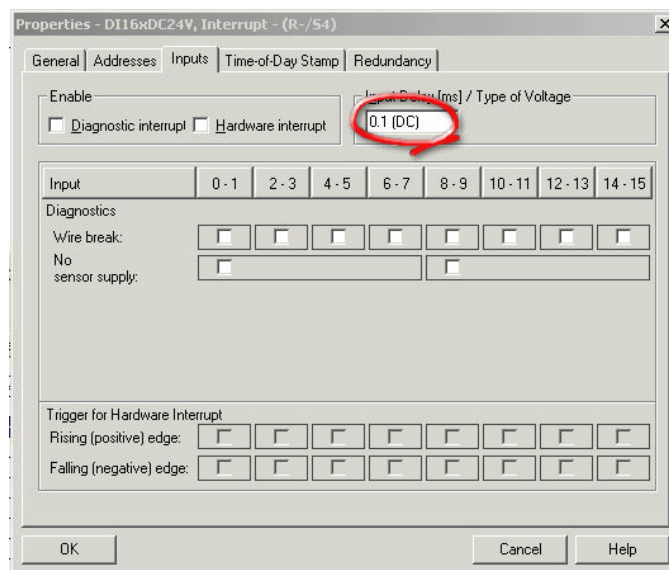 Properties - DI16xDC24V, Interrupt - (R-/S4)
General Addresses Inputs Time-of-Day Stamp Redundancy
Enable
Input Delay [ms] / Type of Voltage
Diagnostic interrupt Hardware interrupt
0.1 (DC)
Input 0 - 1 2 - 3 4 - 5 6 - 7 8 - 9 10 - 11 12 - 13 14 - 15
Diagnostics
Wire break:
No
sensor supply:
Trigger for Hardware Interrupt
Rising (positive) edge:
Falling (negative) edge:
OK Cancel Help